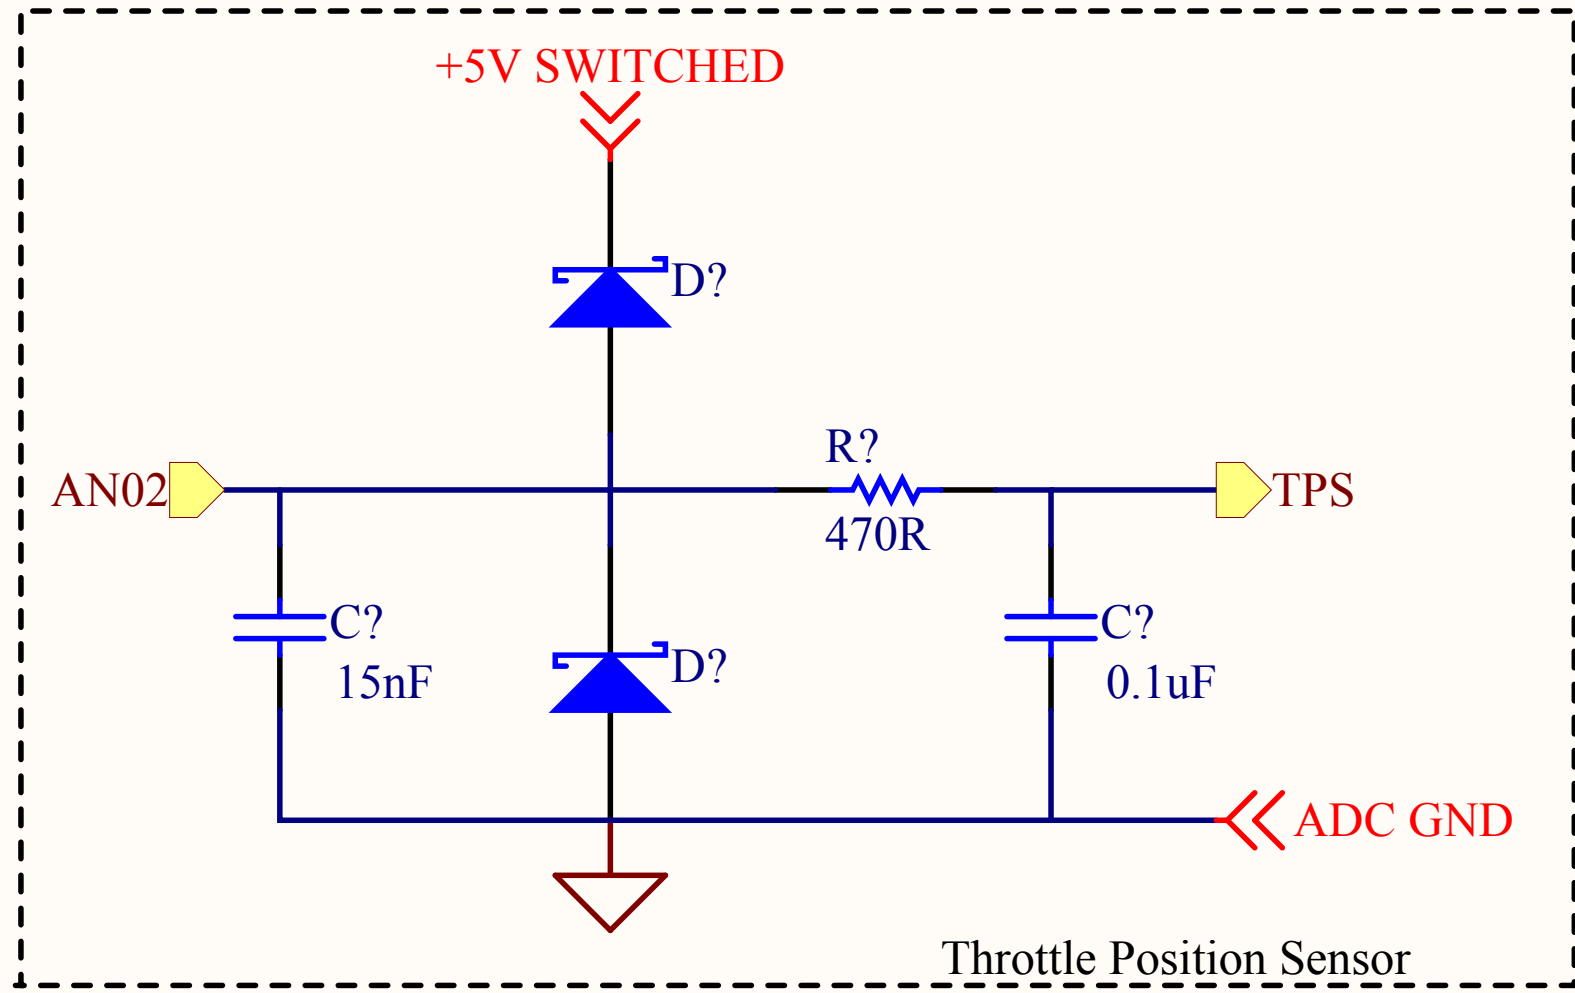 +5V SWITCHED
D?
R?
AN02
TPS
470R
C?
15nF
D?
C?
0.1uF
ADC GND
Throttle Position Sensor